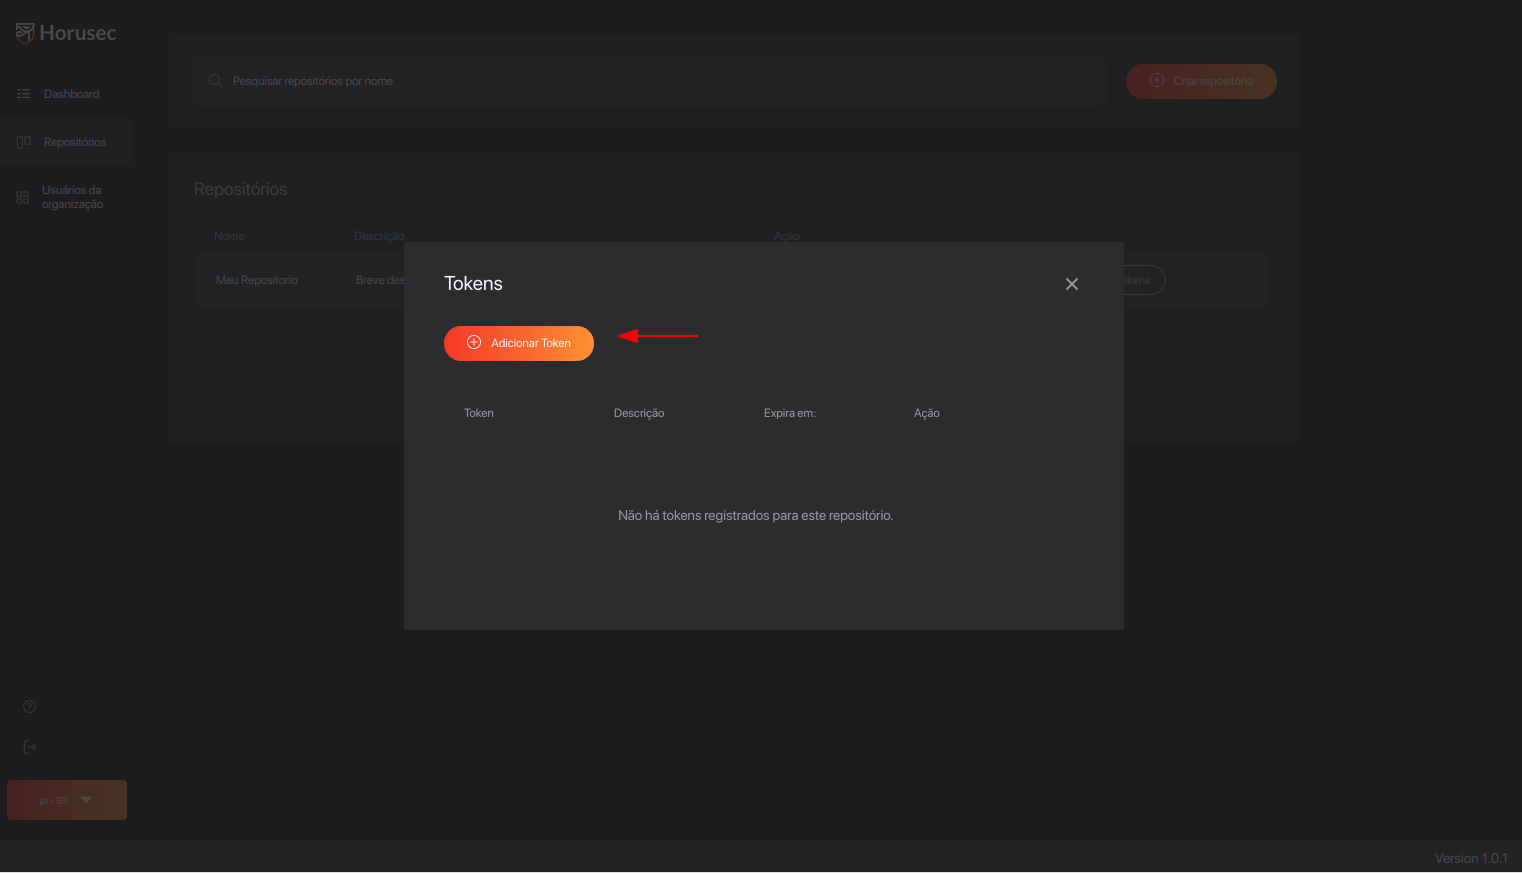 Horusec
Dashboard
Repositórios
Usuários da
organização
pt - BR
Pesquisar repositórios por nome
Criar repositório
Repositórios
Nome Descrição Ação
Meu Repositorio Breve des okens
Tokens
Adicionar Token
Token Descrição Expira em: Ação
Não há tokens registrados para este repositório.
Version 1.0.1